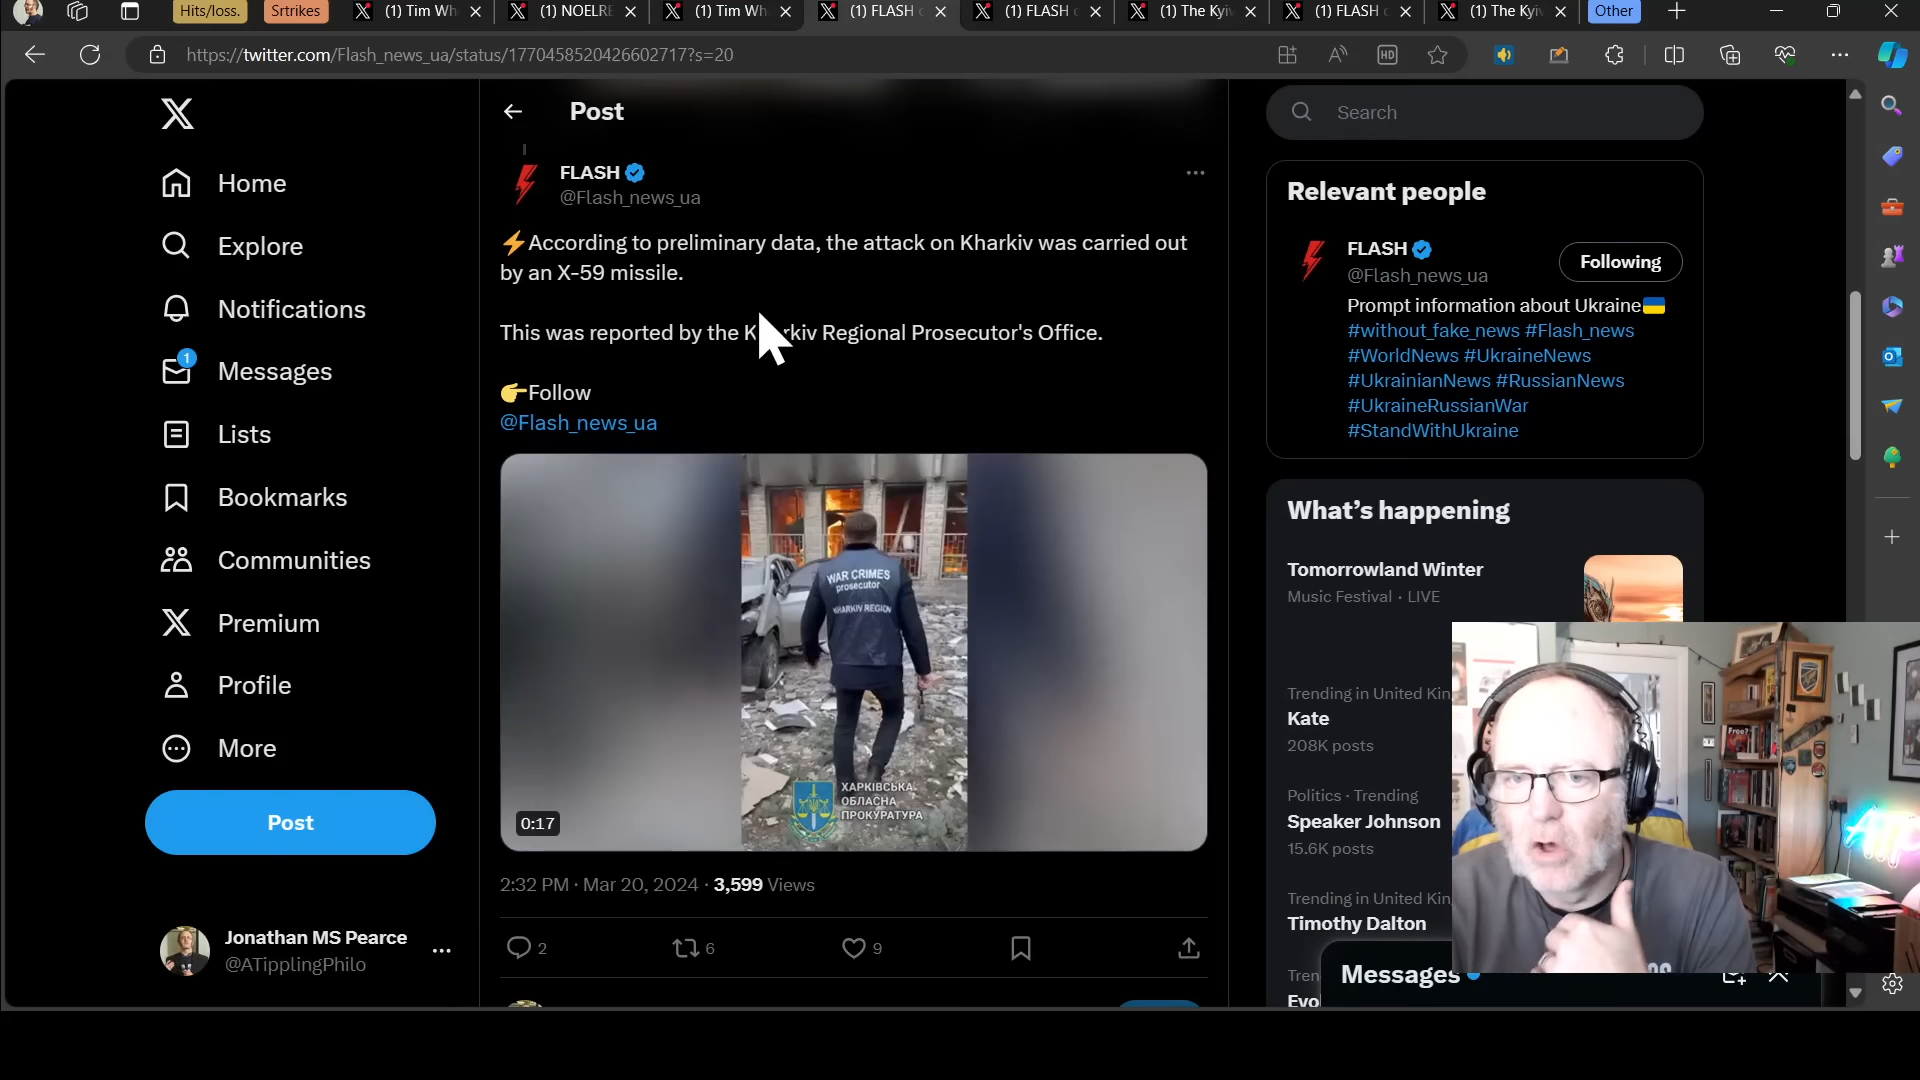 Hits/loss.
Srtrikes
(1) Tim Wh
(1) NOELRE
(1) Tim Wh
(1) FLASH
(1) FLASH
(1) The Kyiv
(1) FLASH
(1) The Kyiv
Other
https://twitter.com/Flash_news_ua/status/1770458520426602717?s=20
HD
Home
Explore
Notifications
1
Messages
Lists
Bookmarks
Communities
Premium
Profile
More
Post
Jonathan MS Pearce
@ATipplingPhilo
Post
FLASH
@Flash_news_ua
⚡According to preliminary data, the attack on Kharkiv was carried out
by an X-59 missile.
This was reported by the Kharkiv Regional Prosecutor's Office.
👉Follow
@Flash_news_ua
WAR CRIMES
prosecutor
KHARKIV REGION
ХАРКІВСЬКА
ОБЛАСНА
ПРОКУРАТУРА
0:17
2:32 PM · Mar 20, 2024 · 3,599 Views
2
6
9
Search
Relevant people
FLASH
@Flash_news_ua
Following
Prompt information about Ukraine🇺🇦
#without_fake_news #Flash_news
#WorldNews #UkraineNews
#UkrainianNews #RussianNews
#UkraineRussianWar
#StandWithUkraine
What's happening
Tomorrowland Winter
Music Festival · LIVE
Trending in United Kin
Kate
208K posts
Politics · Trending
Speaker Johnson
15.6K posts
Trending in United Kin
Timothy Dalton
Tren
Evo
Messages
Free?